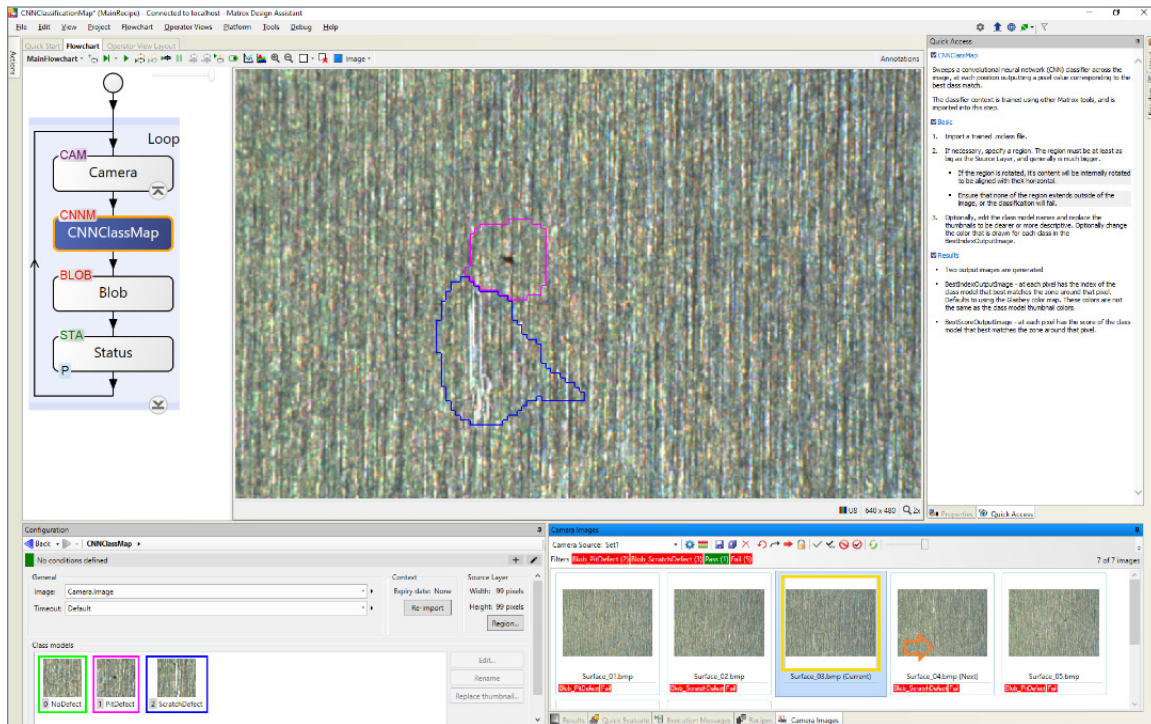 CNNClassificationMap* (MainRecipe) - Connected to localhost - Matrox Design Assistant
File Edit View Project Flowchart Operator Views Platform Tools Debug Help
Quick Start Flowchart Operator View Layout
MainFlowchart
Image
Annotations
Actions
Loop
CAM
Camera
CNNM
CNNClassMap
BLOB
Blob
STA
Status
P
U8 640 x 480 2x
Quick Access
CNNClassMap
Sweeps a convolutional neural network (CNN) classifier across the
image, at each position outputting a pixel value corresponding to the
best class match.
The classifier context is trained using other Matrox tools, and is
imported into this step.
Basic
1. Import a trained .mclass file.
2. If necessary, specify a region. The region must be at least as
big as the Source Layer, and generally is much bigger.
• If the region is rotated, it's content will be internally rotated
to be aligned with theX horizontal.
• Ensure that none of the region extends outside of the
image, or the classification will fail.
3. Optionally, edit the class model names and replace the
thumbnails to be clearer or more descriptive. Optionally change
the color that is drawn for each class in the
BestIndexOutputImage.
Results
• Two output images are generated
• BestIndexOutputImage - at each pixel has the index of the
class model that best matches the zone around that pixel.
Defaults to using the Glasbey color map. These colors are not
the same as the class model thumbnail colors.
• BestScoreOutputImage - at each pixel has the score of the class
model that best matches the zone around that pixel.
Properties Quick Access
Configuration
Back CNNClassMap
No conditions defined
General
Image: Camera.Image
Timeout: Default
Context
Expiry date: None
Re-import
Source Layer
Width: 99 pixels
Height: 99 pixels
Region...
Class models
0 NoDefect 1 PitDefect 2 ScratchDefect
Edit...
Rename
Replace thumbnail...
Camera Images
Camera Source: Set1
Filters Blob_PitDefect (2) Blob_ScratchDefect (3) Pass (1) Fail (5)
7 of 7 images
Surface_01.bmp Surface_02.bmp Surface_03.bmp (Current) Surface_04.bmp (Next) Surface_05.bmp
Blob_PitDefect Fail Blob_ScratchDefect Fail Blob_ScratchDefect Fail Blob_PitDefect Fail
Results Quick Evaluate Execution Messages Recipes Camera Images